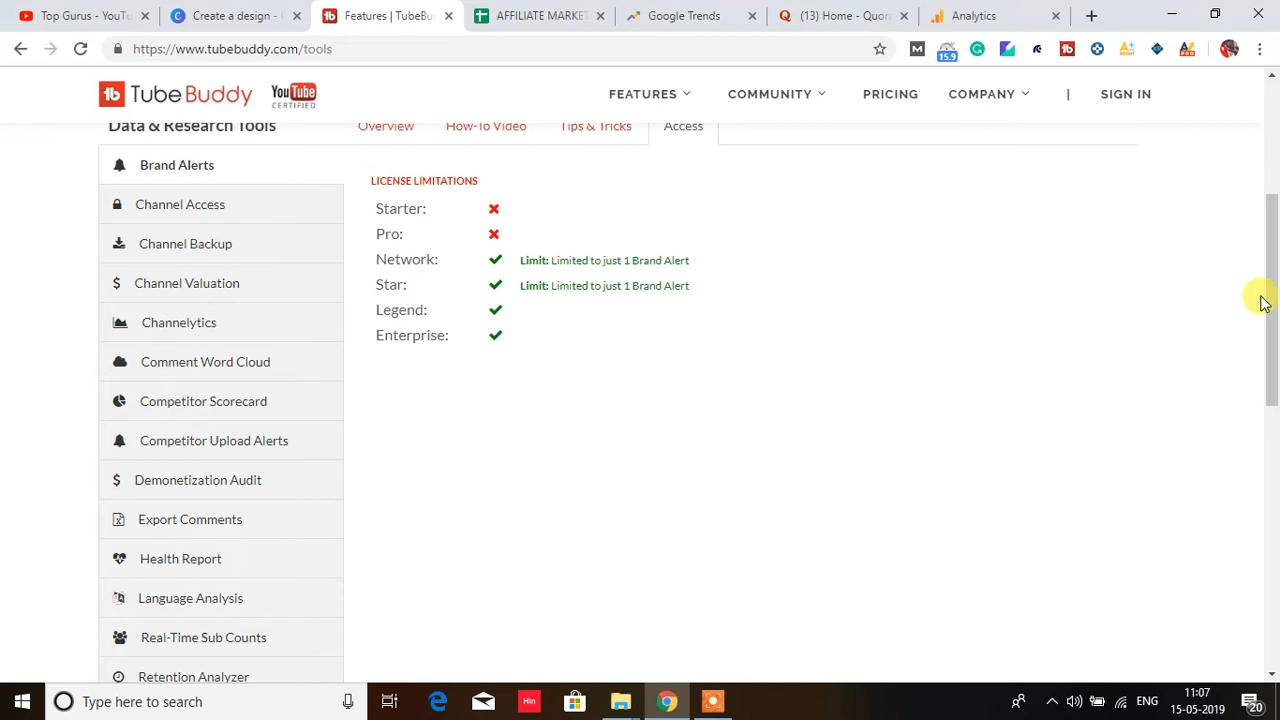 Top Gurus - YouTu
Create a design -
Features | TubeBu
AFFILIATE MARKE
Google Trends
(13) Home - Quor
Analytics
https://www.tubebuddy.com/tools
15.9
TubeBuddy
YouTube
CERTIFIED
FEATURES
COMMUNITY
PRICING
COMPANY
|
SIGN IN
Data & Research Tools
Overview
How-To Video
Tips & Tricks
Access
Brand Alerts
Channel Access
Channel Backup
Channel Valuation
Channelytics
Comment Word Cloud
Competitor Scorecard
Competitor Upload Alerts
Demonetization Audit
Export Comments
Health Report
Language Analysis
Real-Time Sub Counts
Retention Analyzer
LICENSE LIMITATIONS
Starter:
Pro:
Network: Limit: Limited to just 1 Brand Alert
Star: Limit: Limited to just 1 Brand Alert
Legend:
Enterprise:
Type here to search
Hin
ENG
11:07
15-05-2019
20